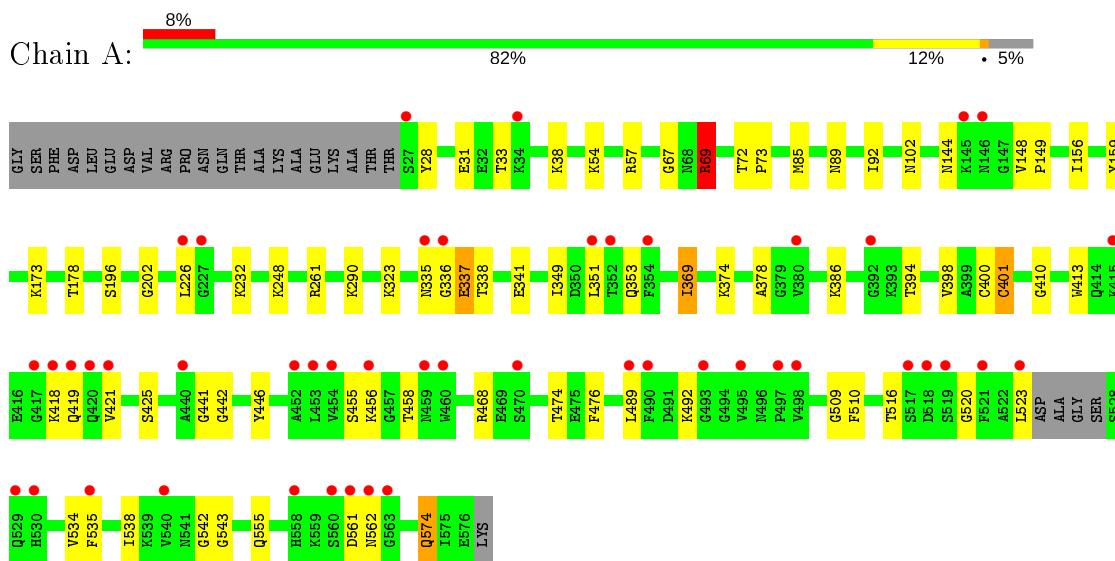 8%
Chain A:
82% 12% • 5%
GLY SER PHE ASP LEU GLU ASP VAL ARG PRO ASN GLN THR ALA LYS ALA GLU LYS ALA THR THR S27 Y28 E31 E32 T33 K34 K38 K54 R57 G67 N68 R69 T72 P73 M85 N89 I92 N102 N144 K145 N146 G147 V148 P149 I156 Y159
K173 T178 S196 G202 L226 G227 K232 K248 R261 K290 K323 N335 G336 E337 T338 E341 I349 D350 L351 T352 Q353 F354 I369 K374 A378 G379 V380 K386 G392 K393 T394 V398 A399 C400 C401 G410 W413 Q414 K415
E416 G417 K418 Q419 Q420 V421 S425 A440 G441 G442 Y446 A452 L453 V454 S455 K456 G457 T458 N459 W460 R468 E469 S470 T474 E475 F476 L489 F490 D491 K492 G493 G494 V495 N496 P497 V498 G509 F510 T516 S517 D518 S519 G520 F521 A522 L523 ASP ALA GLY SER S528
Q529 H530 V534 F535 I538 K539 V540 N541 G542 G543 Q555 H558 K559 S560 D561 N562 G563 Q574 I575 E576 LYS